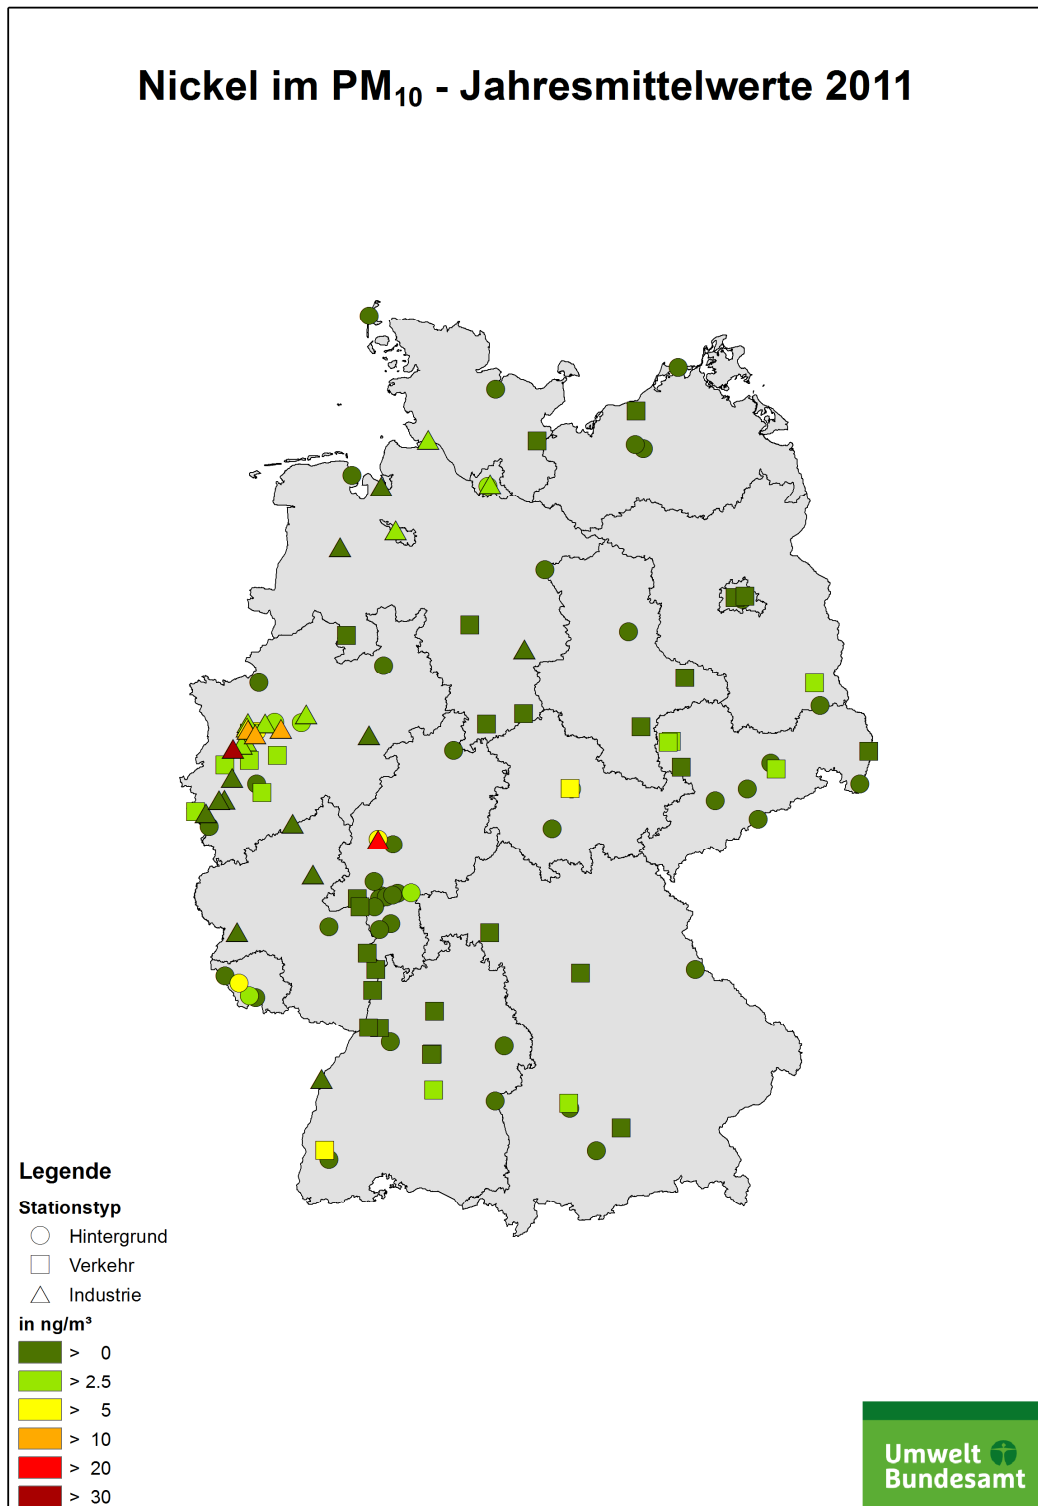 Nickel im PM₁₀ - Jahresmittelwerte 2011
Legende
Stationstyp
Hintergrund
Verkehr
Industrie
in ng/m³
> 0
> 2.5
> 5
> 10
> 20
> 30
Umwelt
Bundesamt